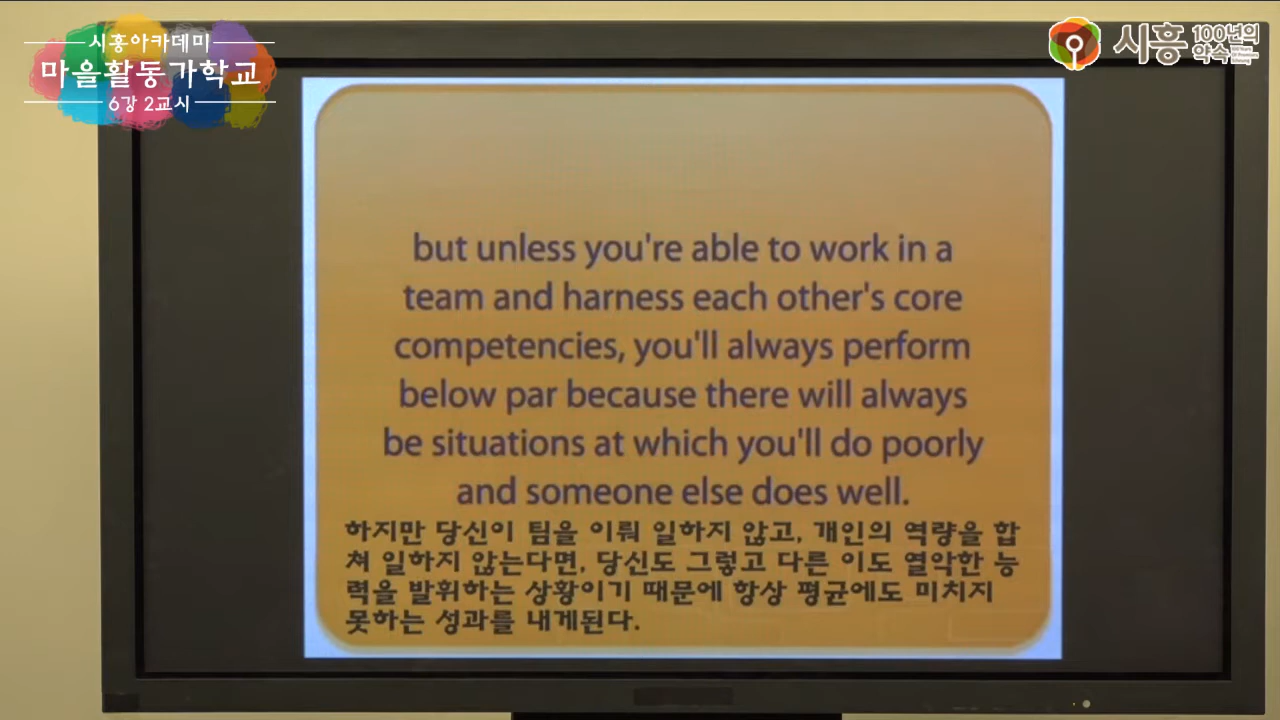 시흥아카데미
마을활동가학교
6강 2교시
시흥 100년의 약속
but unless you're able to work in a
team and harness each other's core
competencies, you'll always perform
below par because there will always
be situations at which you'll do poorly
and someone else does well.
하지만 당신이 팀을 이뤄 일하지 않고, 개인의 역량을 합
쳐 일하지 않는다면, 당신도 그렇고 다른 이도 열악한 능
력을 발휘하는 상황이기 때문에 항상 평균에도 미치지
못하는 성과를 내게된다.